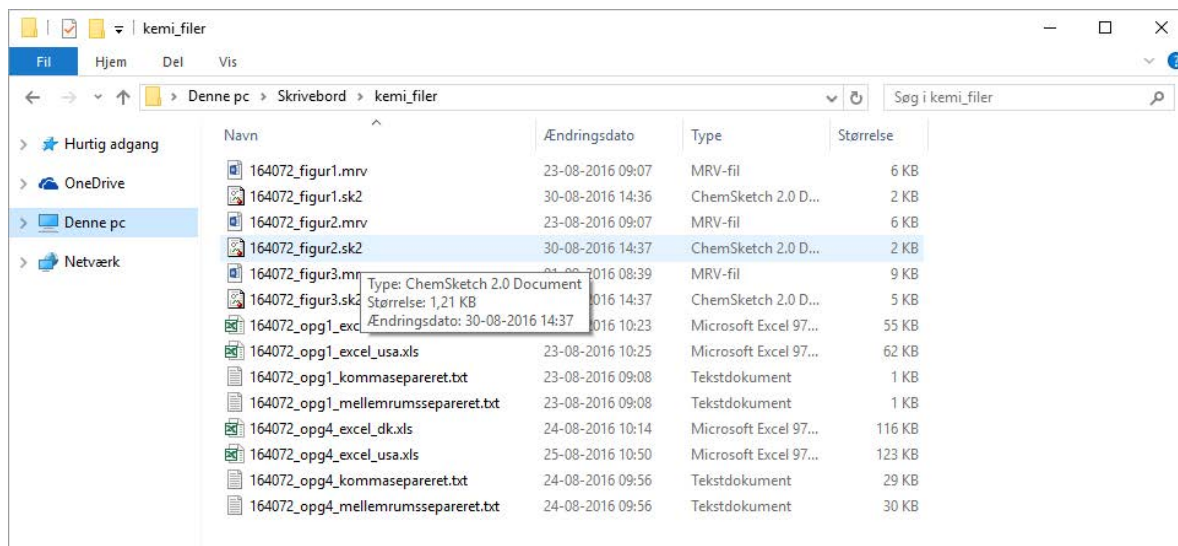 kemi_filer
Fil Hjem Del Vis
Denne pc > Skrivebord > kemi_filer Søg i kemi_filer
Hurtig adgang
OneDrive
Denne pc
Netværk
Navn Ændringsdato Type Størrelse
164072_figur1.mrv 23-08-2016 09:07 MRV-fil 6 KB
164072_figur1.sk2 30-08-2016 14:36 ChemSketch 2.0 D... 2 KB
164072_figur2.mrv 23-08-2016 09:07 MRV-fil 6 KB
164072_figur2.sk2 30-08-2016 14:37 ChemSketch 2.0 D... 2 KB
164072_figur3 MRV-fil 9 KB
164072_figur3.sk2 ChemSketch 2.0 D... 5 KB
Type: ChemSketch 2.0 Document
Størrelse: 1,21 KB
Ændringsdato: 30-08-2016 14:37
164072_opg1_exc 10:23 Microsoft Excel 97... 55 KB
164072_opg1_excel_usa.xls 23-08-2016 10:25 Microsoft Excel 97... 62 KB
164072_opg1_kommasepareret.txt 23-08-2016 09:08 Tekstdokument 1 KB
164072_opg1_mellemrumssepareret.txt 23-08-2016 09:08 Tekstdokument 1 KB
164072_opg4_excel_dk.xls 24-08-2016 10:14 Microsoft Excel 97... 116 KB
164072_opg4_excel_usa.xls 25-08-2016 10:50 Microsoft Excel 97... 123 KB
164072_opg4_kommasepareret.txt 24-08-2016 09:56 Tekstdokument 29 KB
164072_opg4_mellemrumssepareret.txt 24-08-2016 09:56 Tekstdokument 30 KB